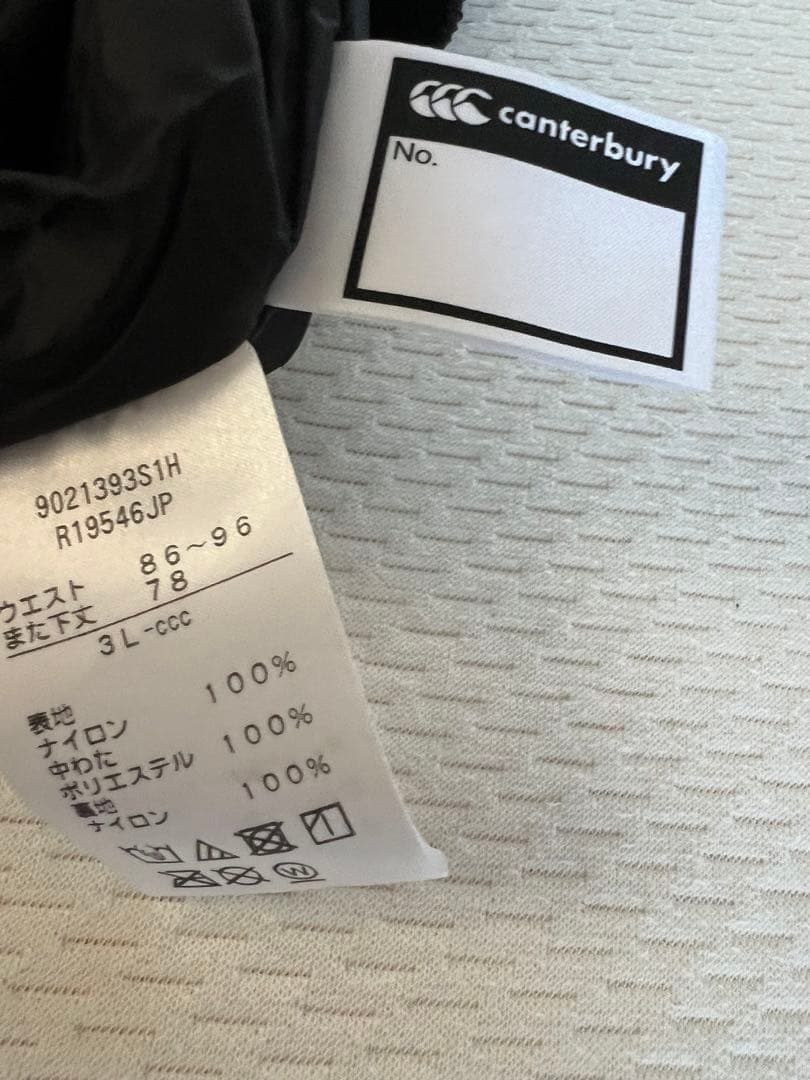 canterbury
No.
9021393S1H
R19546JP
ウエスト 86~96
また下丈 78
3L-ccc
表地
ナイロン 100%
中わた
ポリエステル 100%
裏地
ナイロン 100%
W